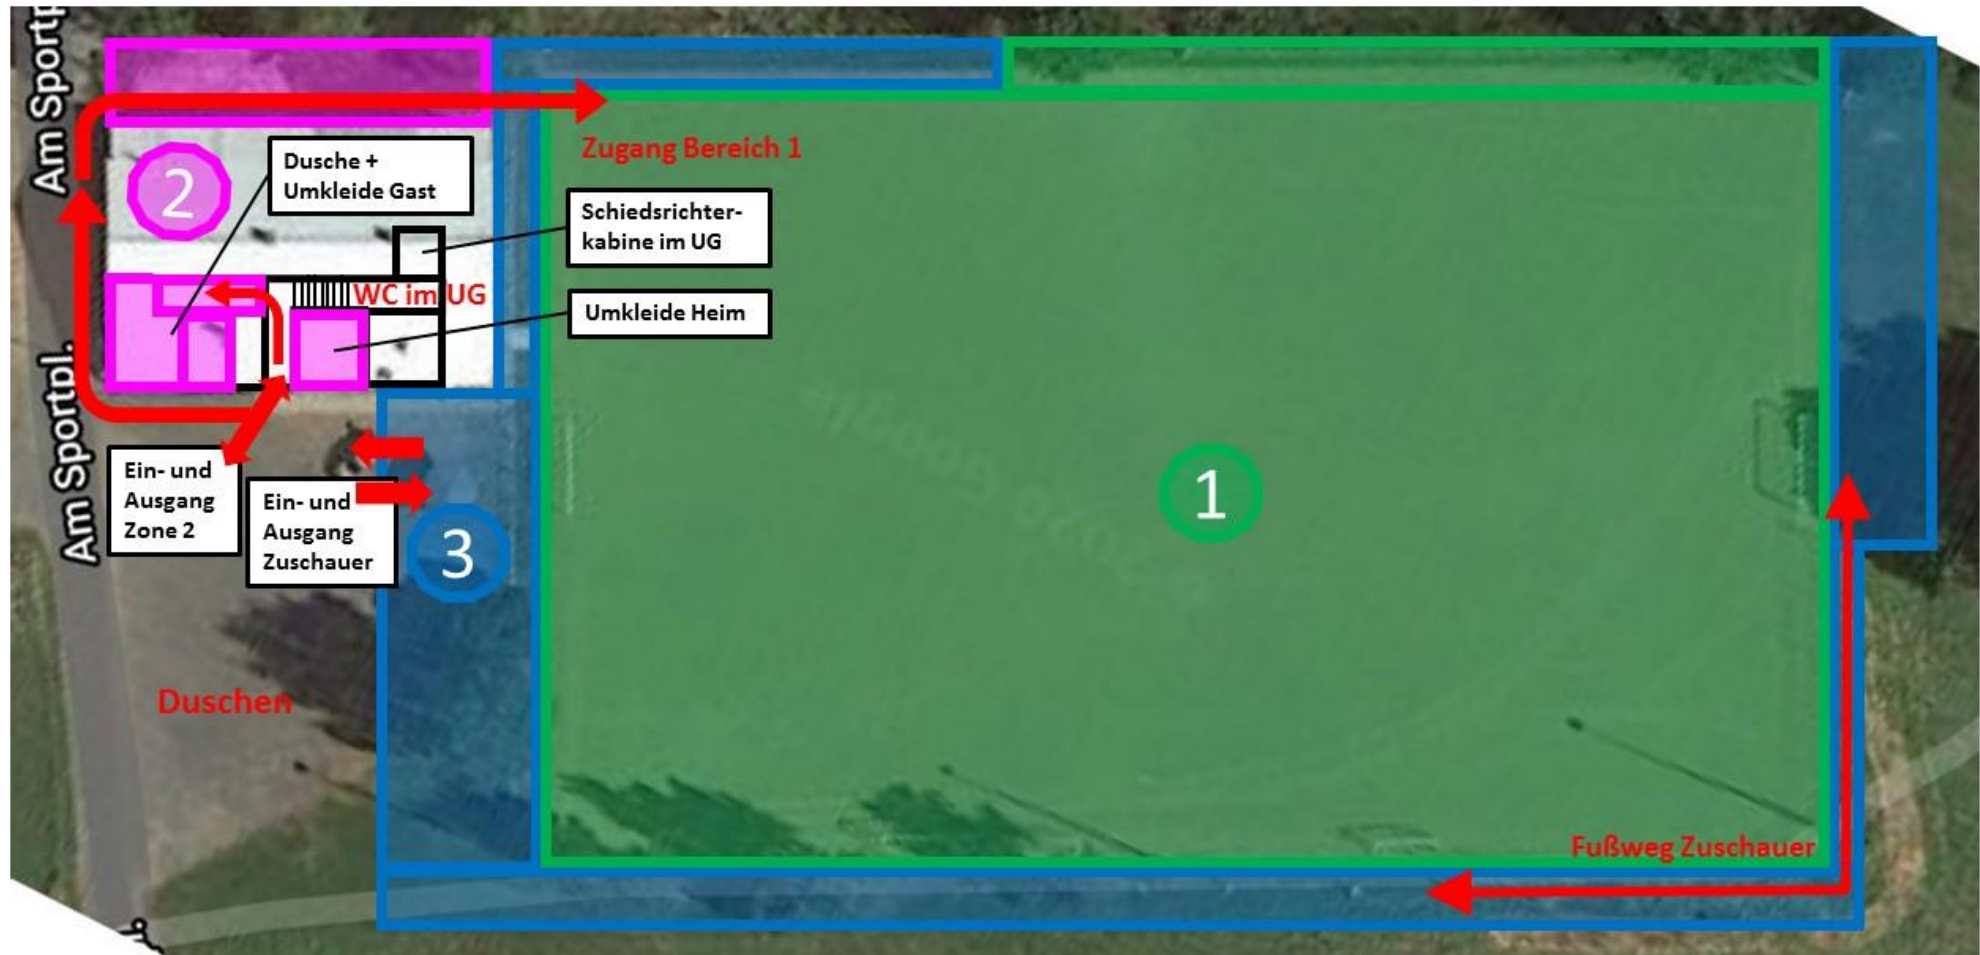 Am Sportp
Zugang Bereich 1
2
Dusche +
Umkleide Gast
Schiedsrichter-
kabine im UG
WC im UG
Umkleide Heim
Am Sportpl.
Ein- und
Ausgang
Zone 2
Ein- und
Ausgang
Zuschauer
1
3
Duschen
Fußweg Zuschauer